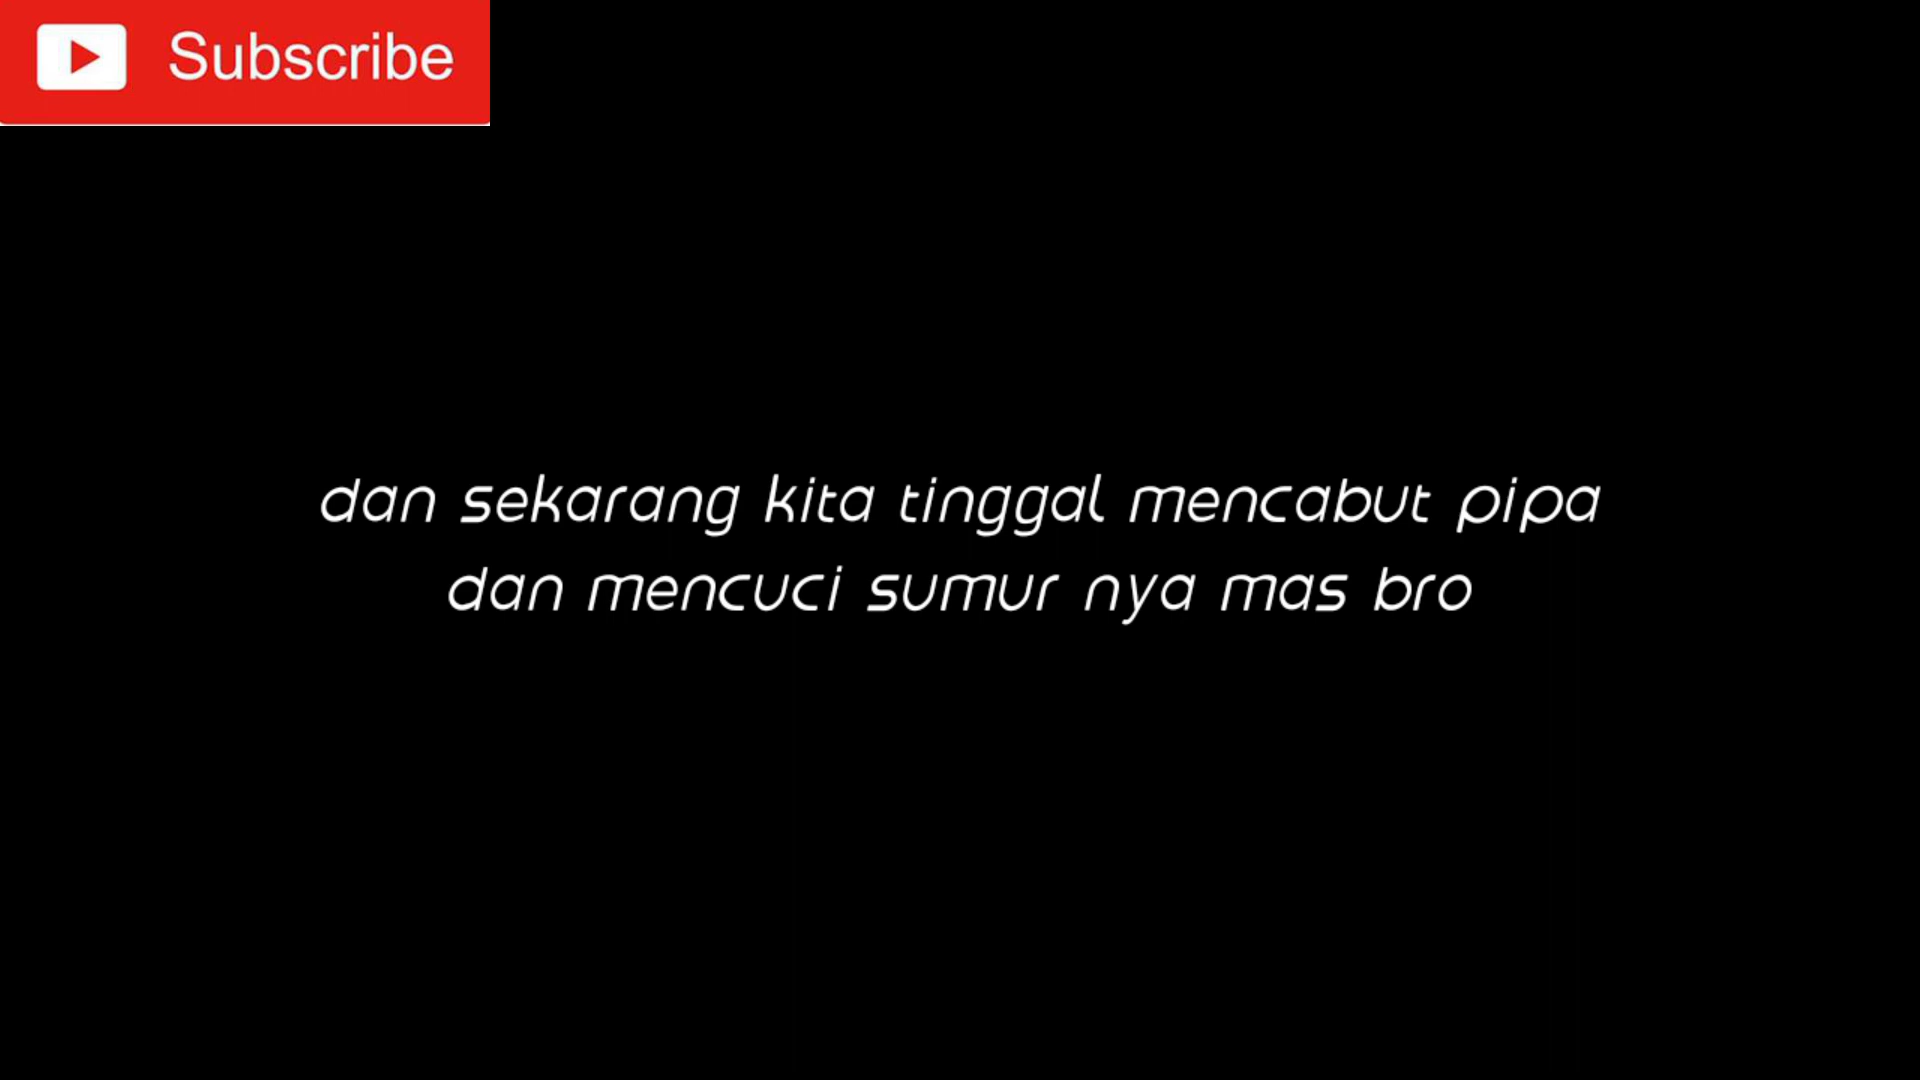 Subscribe
dan sekarang kita tinggal mencabut pipa
dan mencuci sumur nya mas bro